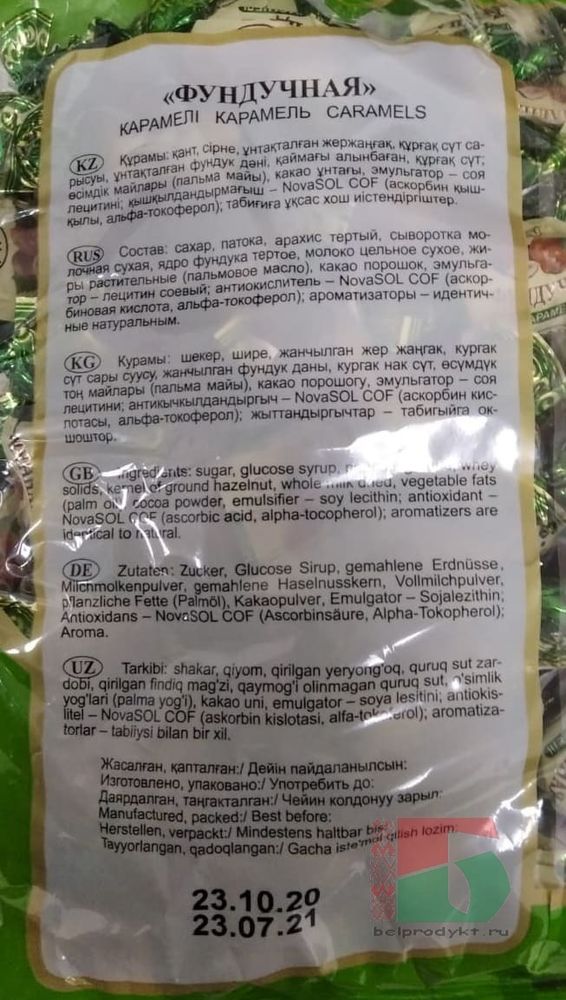 «ФУНДУЧНАЯ»
КАРАМЕЛІ КАРАМЕЛЬ CARAMELS
KZ Құрамы: қант, сірне, ұнтақталған жержаңғақ, құрғақ сүт са-
рысуы, ұнтақталған фундук дәні, қаймағы алынбаған, құрғақ сүт;
өсімдік майлары (пальма майы), какао ұнтағы, эмульгатор – соя
лецитині; қышқылдандырмағыш – NovaSOL COF (аскорбин қыш-
қылы, альфа-токоферол); табиғиға ұқсас хош иістендіргіштер.
RUS Состав: сахар, патока, арахис тертый, сыворотка мо-
лочная сухая, ядро фундука тертое, молоко цельное сухое, жи-
ры растительные (пальмовое масло), какао порошок, эмульга-
тор – лецитин соевый; антиокислитель – NovaSOL COF (аскор-
биновая кислота, альфа-токоферол); ароматизаторы – идентич-
ные натуральным.
KG Курамы: шекер, шире, жанчылган жер жаңгак, кургак
сүт сары суусу, жанчылган фундук даны, кургак нак сүт, өсүмдүк
тоң майлары (пальма майы), какао порошогу, эмульгатор – соя
лецитини; антикычкылдандыргыч – NovaSOL COF (аскорбин кис-
лотасы, альфа-токоферол); жыттандыргычтар – табигыйга ок-
шоштор.
GB Ingredients: sugar, glucose syrup, whey
solids, kernel of ground hazelnut, whole milk dried, vegetable fats
(palm oil), cocoa powder, emulsifier – soy lecithin; antioxidant –
NovaSOL COF (ascorbic acid, alpha-tocopherol); aromatizers are
identical to natural.
DE Zutaten: Zucker, Glucose Sirup, gemahlene Erdnüsse,
Milchmolkenpulver, gemahlene Haselnusskern, Vollmilchpulver,
pflanzliche Fette (Palmöl), Kakaopulver, Emulgator – Sojalezithin;
Antioxidans – NovaSOL COF (Ascorbinsäure, Alpha-Tokopherol);
Aroma.
UZ Tarkibi: shakar, qiyom, qirilgan yeryong'oq, quruq sut zar-
dobi, qirilgan findiq mag'zi, qaymog'i olinmagan quruq sut, o'simlik
yog'lari (palma yog'i), kakao uni, emulgator – soya lesitini; antiokis-
litel – NovaSOL COF (askorbin kislotasi, alfa-tokoferol); aromatiza-
torlar – tabiiysi bilan bir xil.
Жасалған, қапталған:/ Дейін пайдаланылсын:
Изготовлено, упаковано:/ Употребить до:
Даярдалган, таңгакталган:/ Чейин колдонуу зарыл:
Manufactured, packed:/ Best before:
Herstellen, verpackt:/ Mindestens haltbar bis:
Tayyorlangan, qadoqlangan:/ Gacha iste'mol qilish lozim:
23.10.20
23.07.21
belprodykt.ru